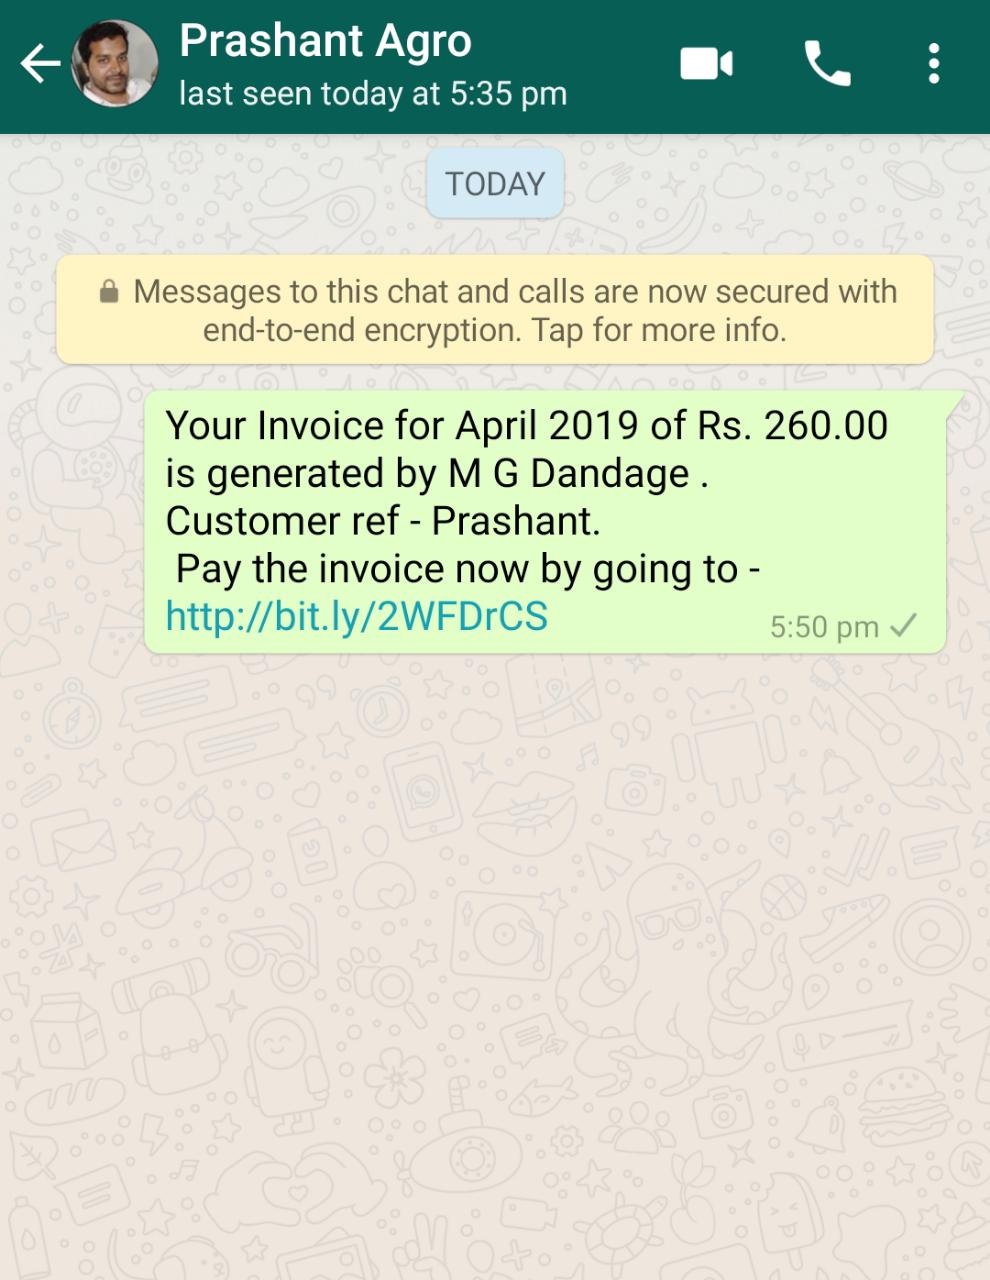 Prashant Agro
last seen today at 5:35 pm
TODAY
Messages to this chat and calls are now secured with
end-to-end encryption. Tap for more info.
Your Invoice for April 2019 of Rs. 260.00
is generated by M G Dandage .
Customer ref - Prashant.
Pay the invoice now by going to -
http://bit.ly/2WFDrCS
5:50 pm